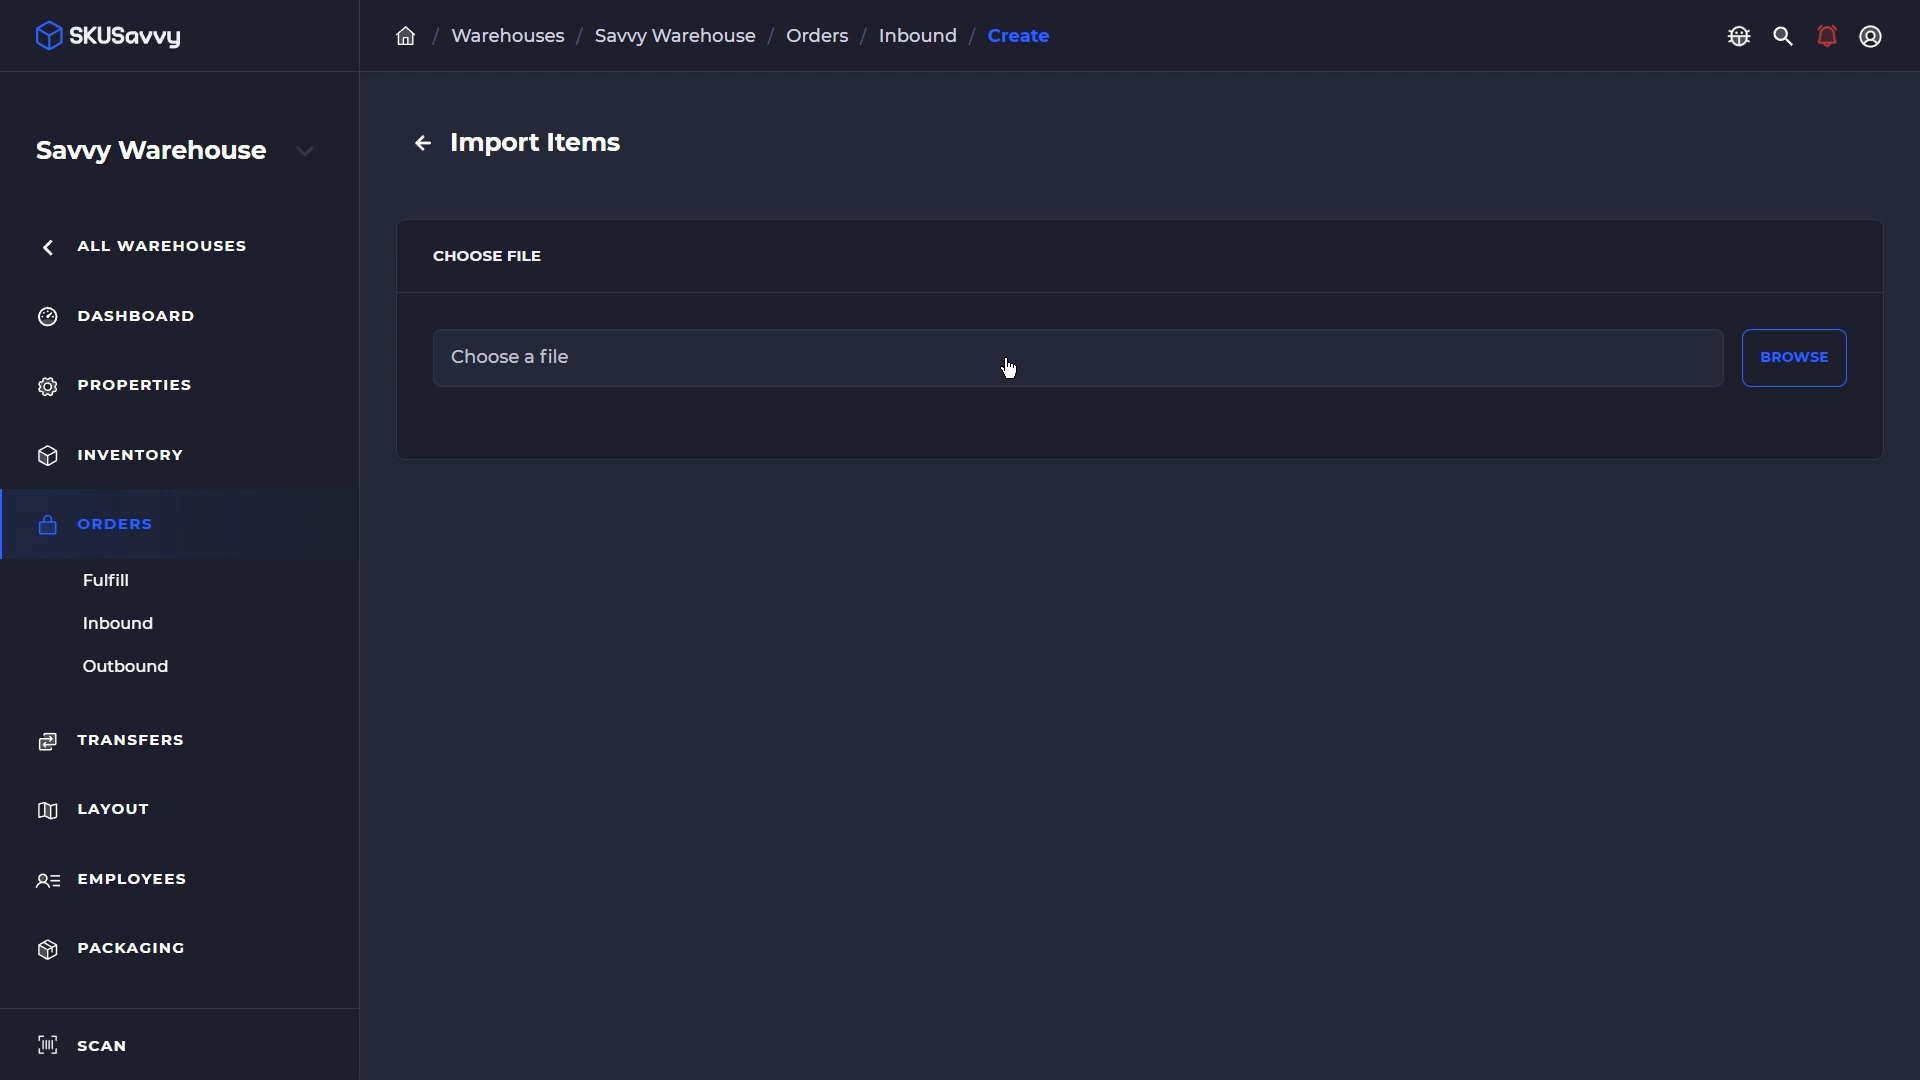 SKUSavvy
/ Warehouses / Savvy Warehouse / Orders / Inbound / Create
Savvy Warehouse
ALL WAREHOUSES
DASHBOARD
PROPERTIES
INVENTORY
ORDERS
Fulfill
Inbound
Outbound
TRANSFERS
LAYOUT
EMPLOYEES
PACKAGING
SCAN
Import Items
CHOOSE FILE
Choose a file
BROWSE